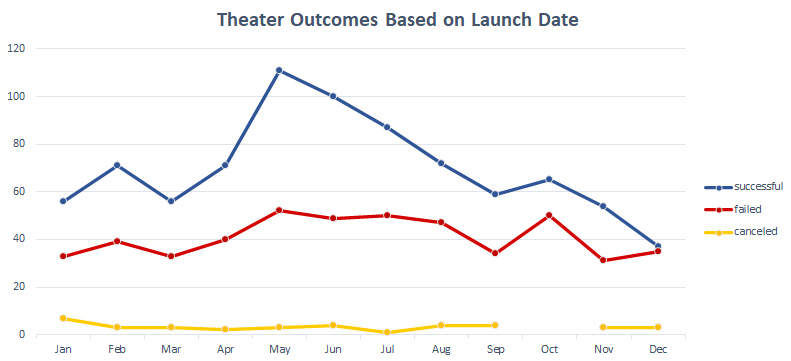 Theater Outcomes Based on Launch Date
120
100
80
60
40
20
0
Jan Feb Mar Apr May Jun Jul Aug Sep Oct Nov Dec
successful
failed
canceled